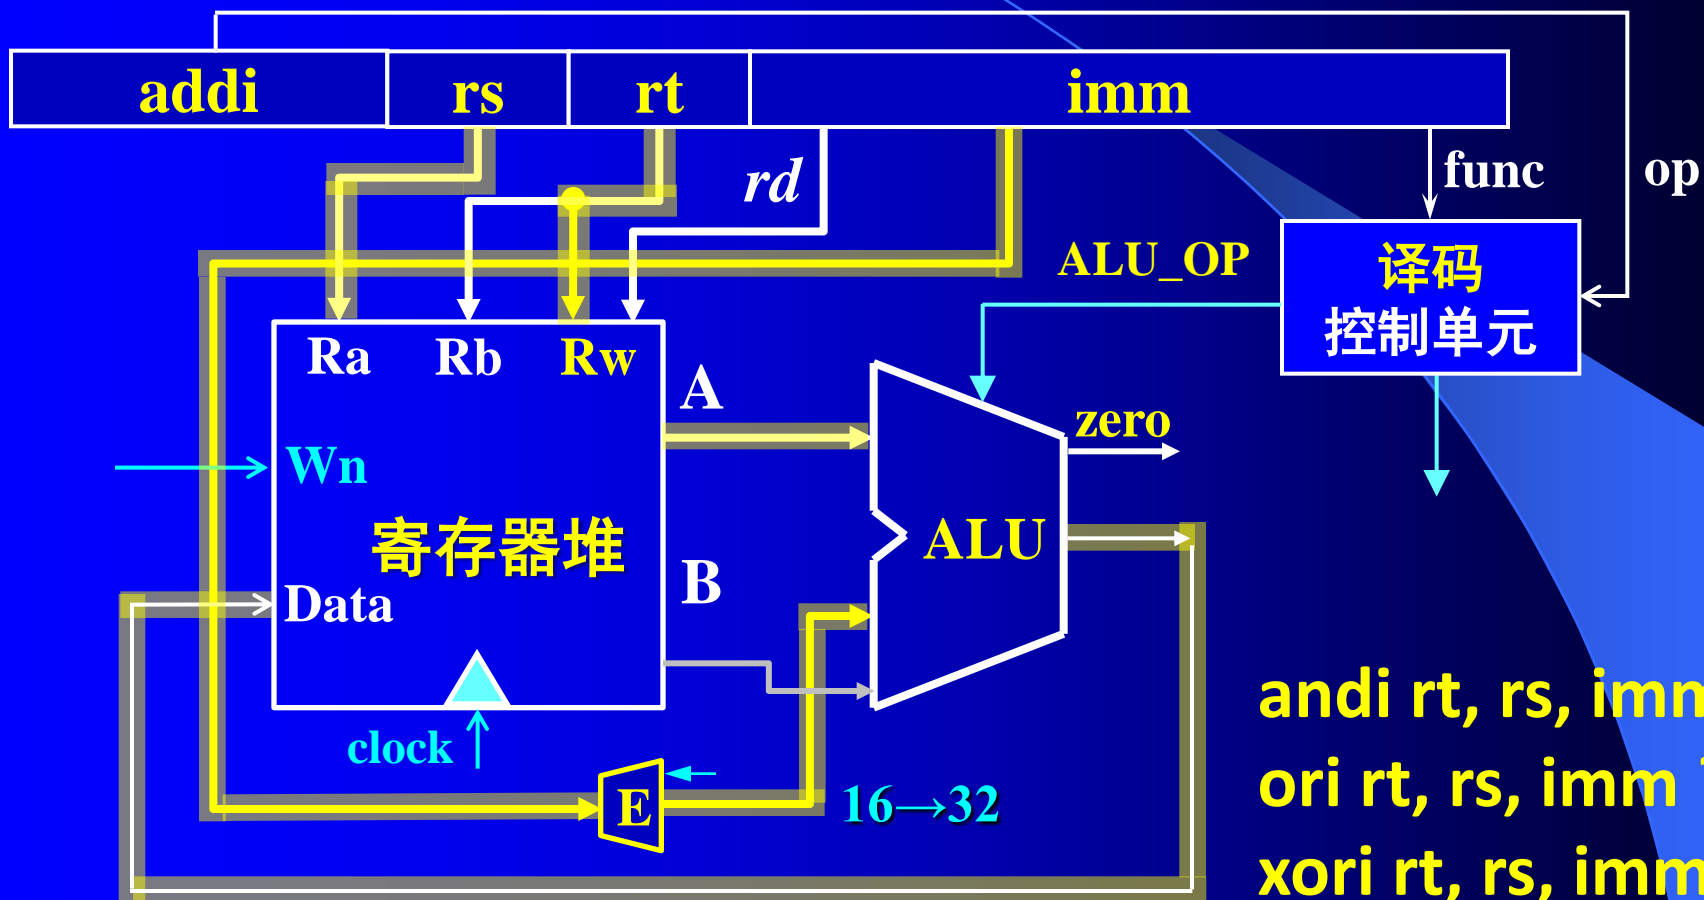 addi rs rt imm
rd
func
op
ALU_OP
译码
控制单元
Ra Rb Rw
A
zero
Wn
寄存器堆
ALU
B
Data
clock
E
16→32
andi rt, rs, imm
ori rt, rs, imm
xori rt, rs, imm